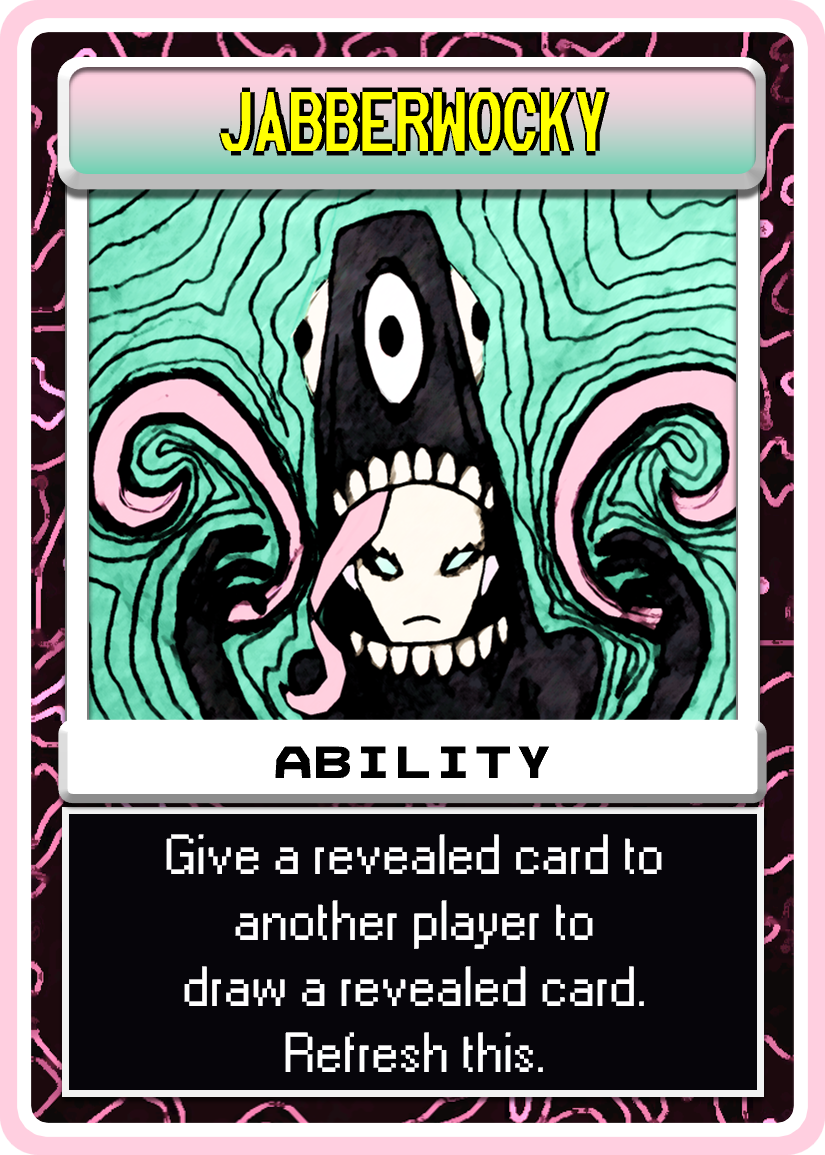 JABBERWOCKY
ABILITY
Give a revealed card to
another player to
draw a revealed card.
Refresh this.